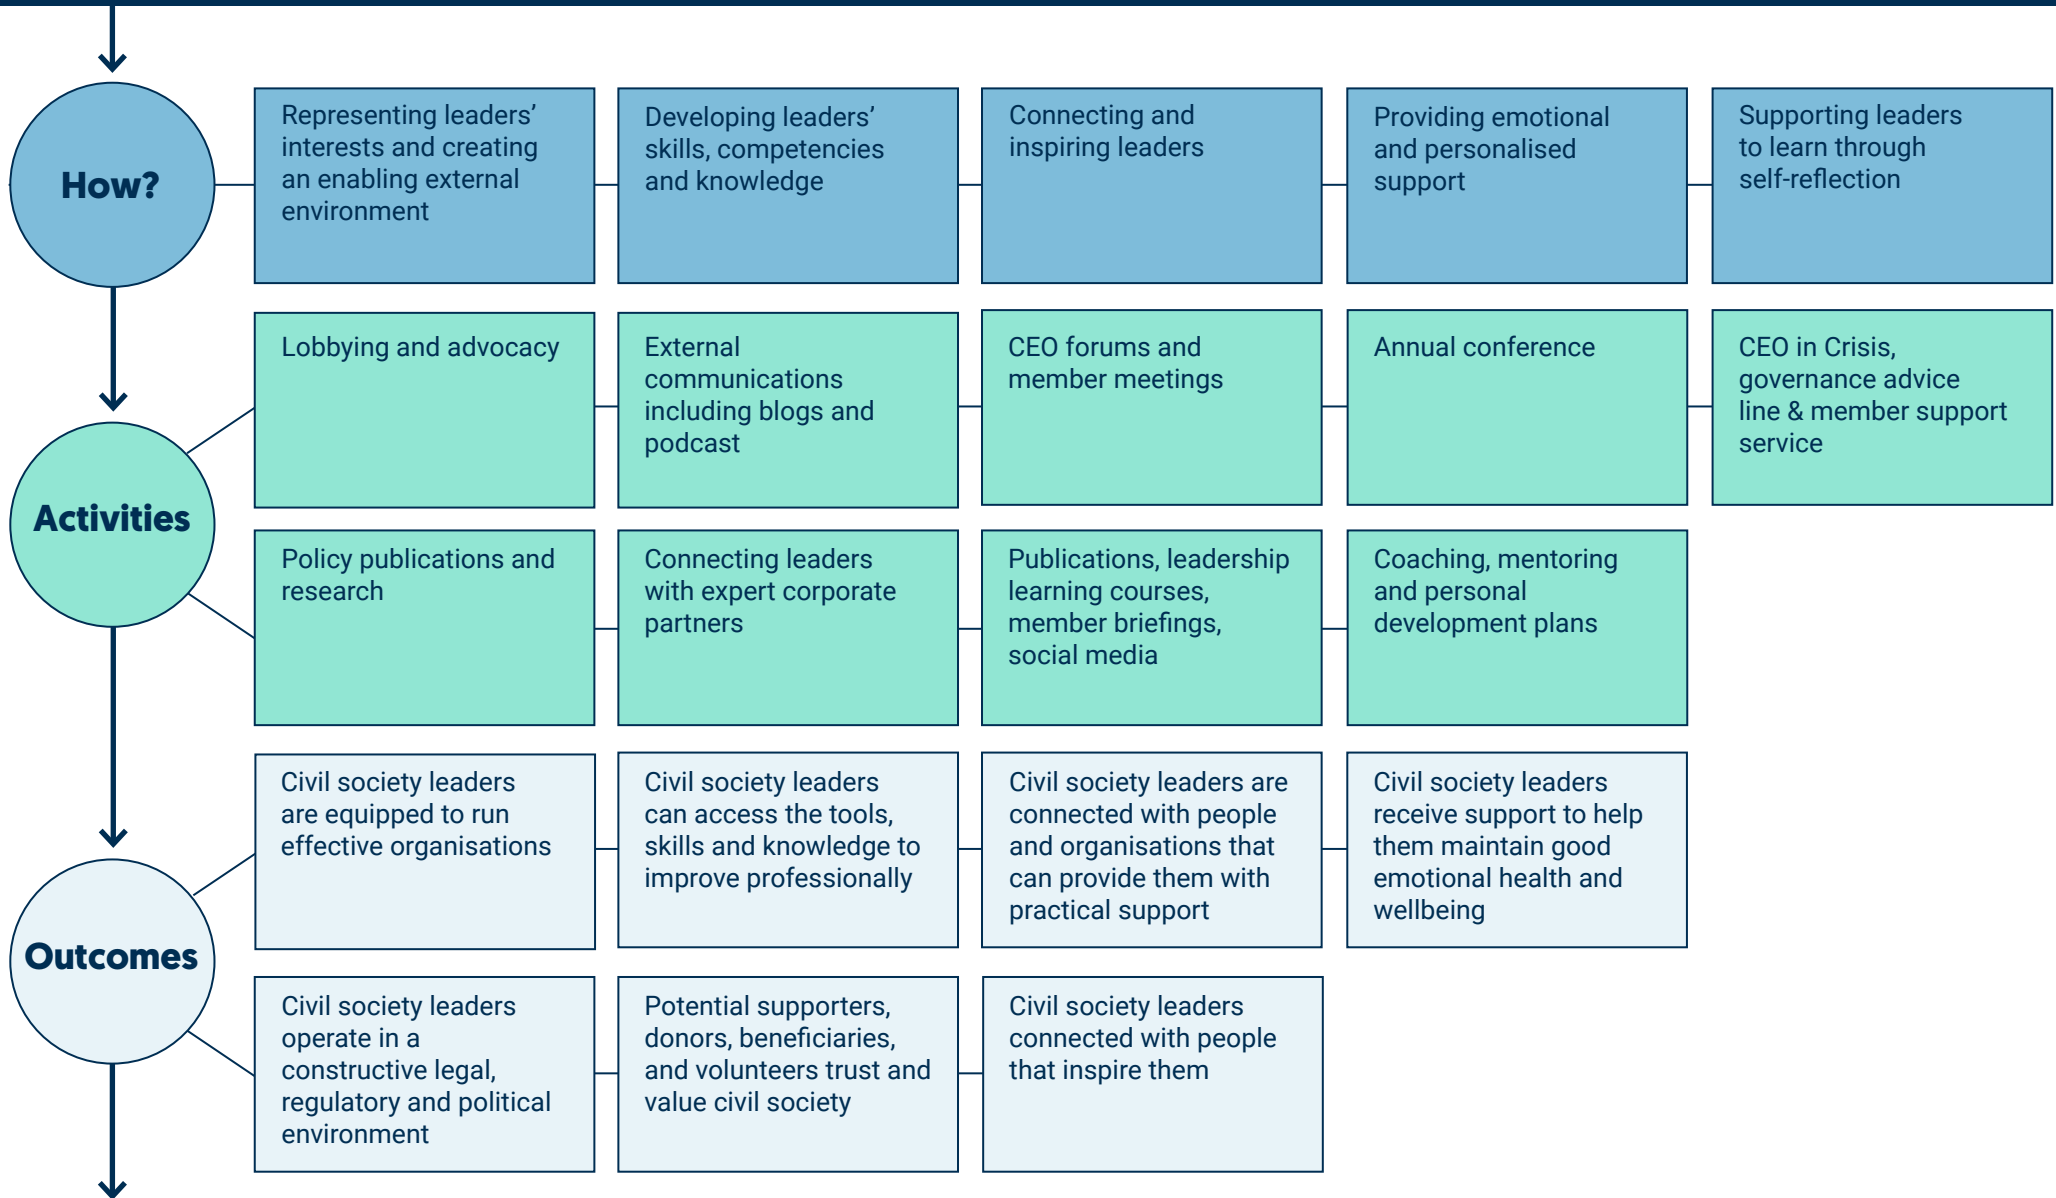 How?
Representing leaders’
interests and creating
an enabling external
environment
Developing leaders’
skills, competencies
and knowledge
Connecting and
inspiring leaders
Providing emotional
and personalised
support
Supporting leaders
to learn through
self-reflection
Activities
Lobbying and advocacy
External
communications
including blogs and
podcast
CEO forums and
member meetings
Annual conference
CEO in Crisis,
governance advice
line & member support
service
Policy publications and
research
Connecting leaders
with expert corporate
partners
Publications, leadership
learning courses,
member briefings,
social media
Coaching, mentoring
and personal
development plans
Outcomes
Civil society leaders
are equipped to run
effective organisations
Civil society leaders
can access the tools,
skills and knowledge to
improve professionally
Civil society leaders are
connected with people
and organisations that
can provide them with
practical support
Civil society leaders
receive support to help
them maintain good
emotional health and
wellbeing
Civil society leaders
operate in a
constructive legal,
regulatory and political
environment
Potential supporters,
donors, beneficiaries,
and volunteers trust and
value civil society
Civil society leaders
connected with people
that inspire them